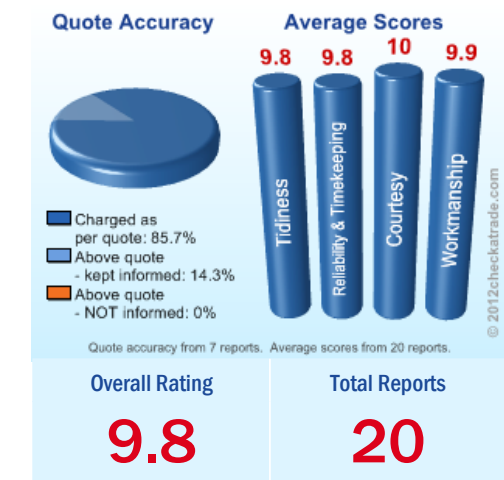 Quote Accuracy
Average Scores
9.8
9.8
10
9.9
Tidiness
Reliability & Timekeeping
Courtesy
Workmanship
Charged as
per quote: 85.7%
Above quote
- kept informed: 14.3%
Above quote
- NOT informed: 0%
© 2012checkatrade.com
Quote accuracy from 7 reports. Average scores from 20 reports.
Overall Rating
9.8
Total Reports
20